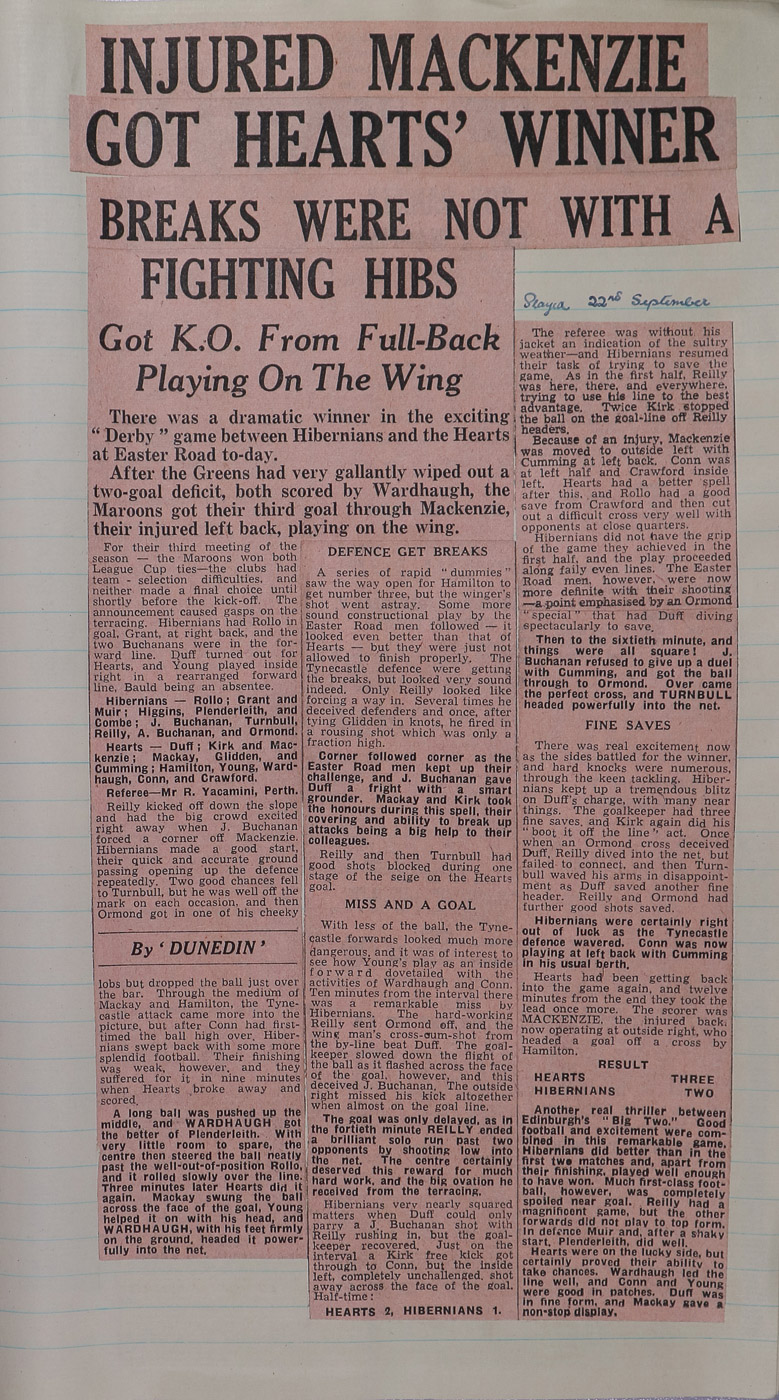 INJURED MACKENZIE
GOT HEARTS' WINNER
BREAKS WERE NOT WITH A
FIGHTING HIBS
Got K.O. From Full-Back
Playing On The Wing
There was a dramatic winner in the exciting
" Derby " game between Hibernians and the Hearts
at Easter Road to-day.
After the Greens had very gallantly wiped out a
two-goal deficit, both scored by Wardhaugh, the
Maroons got their third goal through Mackenzie,
their injured left back, playing on the wing.
For their third meeting of the
season — the Maroons won both
League Cup ties—the clubs had
team - selection difficulties, and
neither made a final choice until
shortly before the kick-off. The
announcement caused gasps on the
terracing. Hibernians had Rollo in
goal, Grant, at right back, and the
two Buchanans were in the for-
ward line. Duff turned out for
Hearts, and Young played inside
right in a rearranged forward
line, Bauld being an absentee.
Hibernians — Rollo; Grant and
Muir; Higgins, Plenderleith, and
Combe; J. Buchanan, Turnbull,
Reilly, A. Buchanan, and Ormond.
Hearts — Duff; Kirk and Mac-
kenzie; Mackay, Glidden, and
Cumming; Hamilton, Young, Ward-
haugh, Conn, and Crawford.
Referee—Mr R. Yacamini, Perth.
Reilly kicked off down the slope
and had the big crowd excited
right away when J. Buchanan
forced a corner off Mackenzie.
Hibernians made a good start,
their quick and accurate ground
passing opening up the defence
repeatedly. Two good chances fell
to Turnbull, but he was well off the
mark on each occasion, and then
Ormond got in one of his cheeky
By ' DUNEDIN '
lobs but dropped the ball just over
the bar. Through the medium of
Mackay and Hamilton, the Tyne-
castle attack came more into the
picture, but after Conn had first-
timed the ball high over, Hiber-
nians swept back with some more
splendid football. Their finishing
was weak, however, and they
suffered for it in nine minutes
when Hearts broke away and
scored.
A long ball was pushed up the
middle, and WARDHAUGH got
the better of Plenderleith. With
very little room to spare, the
centre then steered the ball neatly
past the well-out-of-position Rollo,
and it rolled slowly over the line.
Three minutes later Hearts did it
again. Mackay swung the ball
across the face of the goal, Young
helped it on with his head, and
WARDHAUGH, with his feet firmly
on the ground, headed it power-
fully into the net.
DEFENCE GET BREAKS
A series of rapid " dummies "
saw the way open for Hamilton to
get number three, but the winger's
shot went astray. Some more
sound constructional play by the
Easter Road men followed — it
looked even better than that of
Hearts — but they were just not
allowed to finish properly. The
Tynecastle defence were getting
the breaks, but looked very sound
indeed. Only Reilly looked like
forcing a way in. Several times he
deceived defenders and once, after
tying Glidden in knots, he fired in
a rousing shot which was only a
fraction high.
Corner followed corner as the
Easter Road men kept up their
challenge, and J. Buchanan gave
Duff a fright with a smart
grounder. Mackay and Kirk took
the honours during this spell, their
covering and ability to break up
attacks being a big help to their
colleagues.
Reilly and then Turnbull had
good shots blocked during one
stage of the seige on the Hearts
goal.
MISS AND A GOAL
With less of the ball, the Tyne-
castle forwards looked much more
dangerous, and it was of interest to
see how Young's play as an inside
forward dovetailed with the
activities of Wardhaugh and Conn.
Ten minutes from the interval there
was a remarkable miss by
Hibernians. The hard-working
Reilly sent Ormond off, and the
wing man's cross-cum-shot from
the by-line beat Duff. The goal-
keeper slowed down the flight of
the ball as it flashed across the face
of the goal, however, and this
deceived J. Buchanan. The outside
right missed his kick altogether
when almost on the goal line.
The goal was only delayed, as in
the fortieth minute REILLY ended
a brilliant solo run past two
opponents by shooting low into
the net. The centre certainly
deserved this reward for much
hard work, and the big ovation he
received from the terracing.
Hibernians very nearly squared
matters when Duff could only
parry a J. Buchanan shot with
Reilly rushing in, but the goal-
keeper recovered. Just on the
interval a Kirk free kick got
through to Conn, but the inside
left, completely unchallenged, shot
away across the face of the goal.
Half-time:
HEARTS 2, HIBERNIANS 1.
22nd September
The referee was without his
jacket an indication of the sultry
weather—and Hibernians resumed
their task of trying to save the
game. As in the first half, Reilly
was here, there, and everywhere,
trying to use his line to the best
advantage. Twice Kirk stopped
the ball on the goal-line off Reilly
headers.
Because of an injury, Mackenzie
was moved to outside left with
Cumming at left back, Conn was
at left half and Crawford inside
left. Hearts had a better spell
after this, and Rollo had a good
save from Crawford and then cut
out a difficult cross very well with
opponents at close quarters.
Hibernians did not have the grip
of the game they achieved in the
first half, and the play proceeded
along faily even lines. The Easter
Road men, however, were now
more definite with their shooting
—a point emphasised by an Ormond
" special " that had Duff diving
spectacularly to save.
Then to the sixtieth minute, and
things were all square! J.
Buchanan refused to give up a duel
with Cumming, and got the ball
through to Ormond. Over came
the perfect cross, and TURNBULL
headed powerfully into the net.
FINE SAVES
There was real excitement now
as the sides battled for the winner,
and hard knocks were numerous,
through the keen tackling. Hiber-
nians kept up a tremendous blitz
on Duff's charge, with many near
things. The goalkeeper had three
fine saves, and Kirk again did his
" boot it off the line " act. Once
when an Ormond cross deceived
Duff, Reilly dived into the net, but
failed to connect, and then Turn-
bull waved his arms in disappoint-
ment as Duff saved another fine
header. Reilly and Ormond had
further good shots saved.
Hibernians were certainly right
out of luck as the Tynecastle
defence wavered. Conn was now
playing at left back with Cumming
in his usual berth.
Hearts had been getting back
into the game again, and twelve
minutes from the end they took the
lead once more. The scorer was
MACKENZIE, the injured back,
now operating at outside right, who
headed a goal off a cross by
Hamilton.
RESULT
HEARTS THREE
HIBERNIANS TWO
Another real thriller between
Edinburgh's " Big Two." Good
football and excitement were com-
bined in this remarkable game.
Hibernians did better than in the
first two matches and, apart from
their finishing, played well enough
to have won. Much first-class foot-
ball, however, was completely
spoiled near goal. Reilly had a
magnificent game, but the other
forwards did not play to top form.
In defence Muir and, after a shaky
start, Plenderleith, did well.
Hearts were on the lucky side, but
certainly proved their ability to
take chances. Wardhaugh led the
line well, and Conn and Young
were good in patches. Duff was
in fine form, and Mackay gave a
non-stop display.